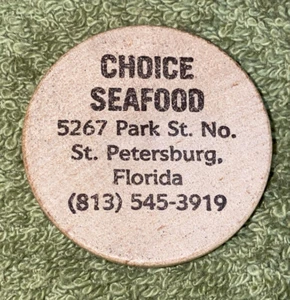 CHOICE
SEAFOOD
5267 Park St. No.
St. Petersburg,
Florida
(813) 545-3919